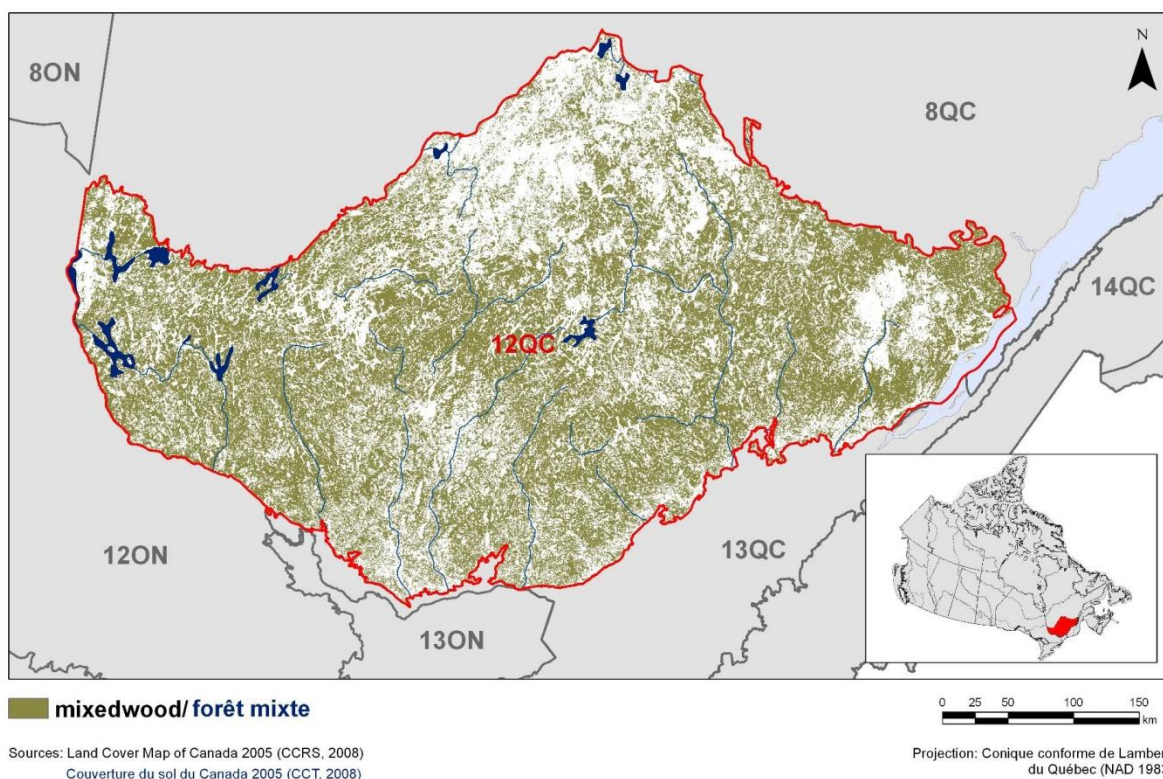 N
8ON
8QC
14QC
12QC
12ON
13QC
13ON
mixedwood/ forêt mixte
0 25 50 100 150
km
Sources: Land Cover Map of Canada 2005 (CCRS, 2008)
Couverture du sol du Canada 2005 (CCT, 2008)
Projection: Conique conforme de Lamber
du Québec (NAD 1983